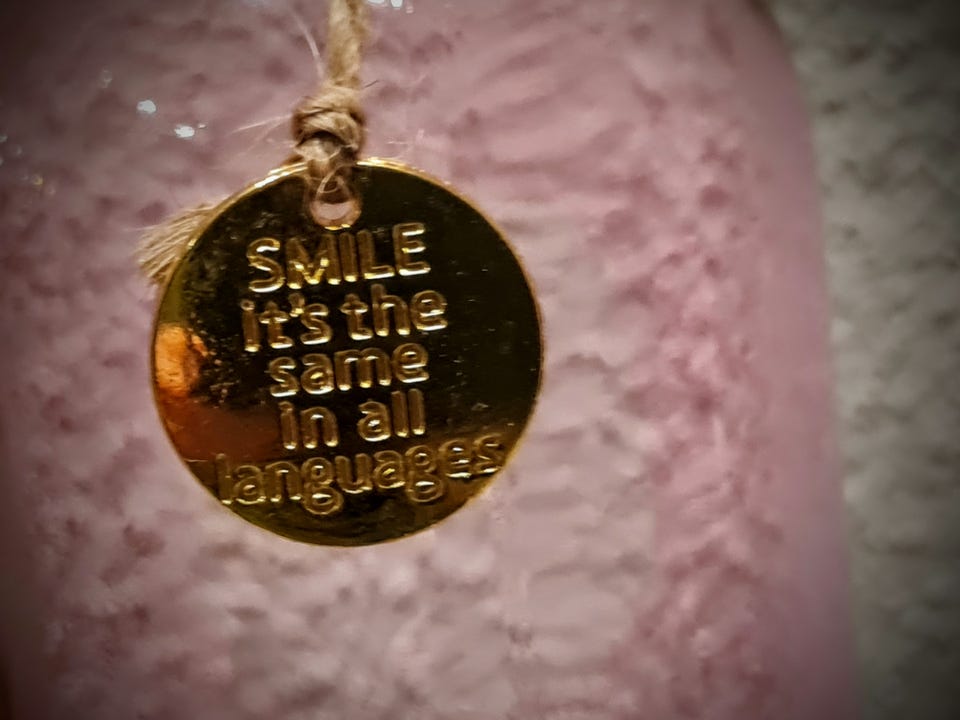 SMILE
it's the
same
in all
languages